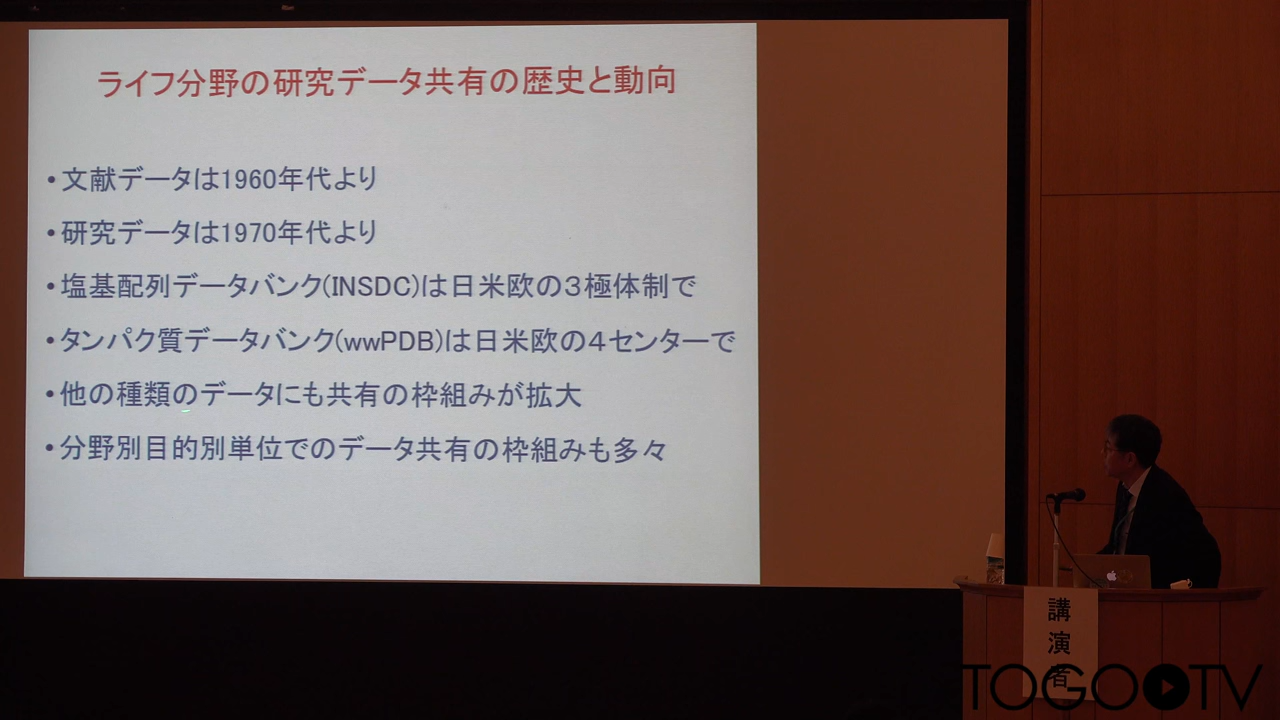 ライフ分野の研究データ共有の歴史と動向
•文献データは1960年代より
•研究データは1970年代より
•塩基配列データバンク(INSDC)は日米欧の３極体制で
•タンパク質データバンク(wwPDB)は日米欧の４センターで
•他の種類のデータにも共有の枠組みが拡大
•分野別目的別単位でのデータ共有の枠組みも多々
講演者
TOGOTV